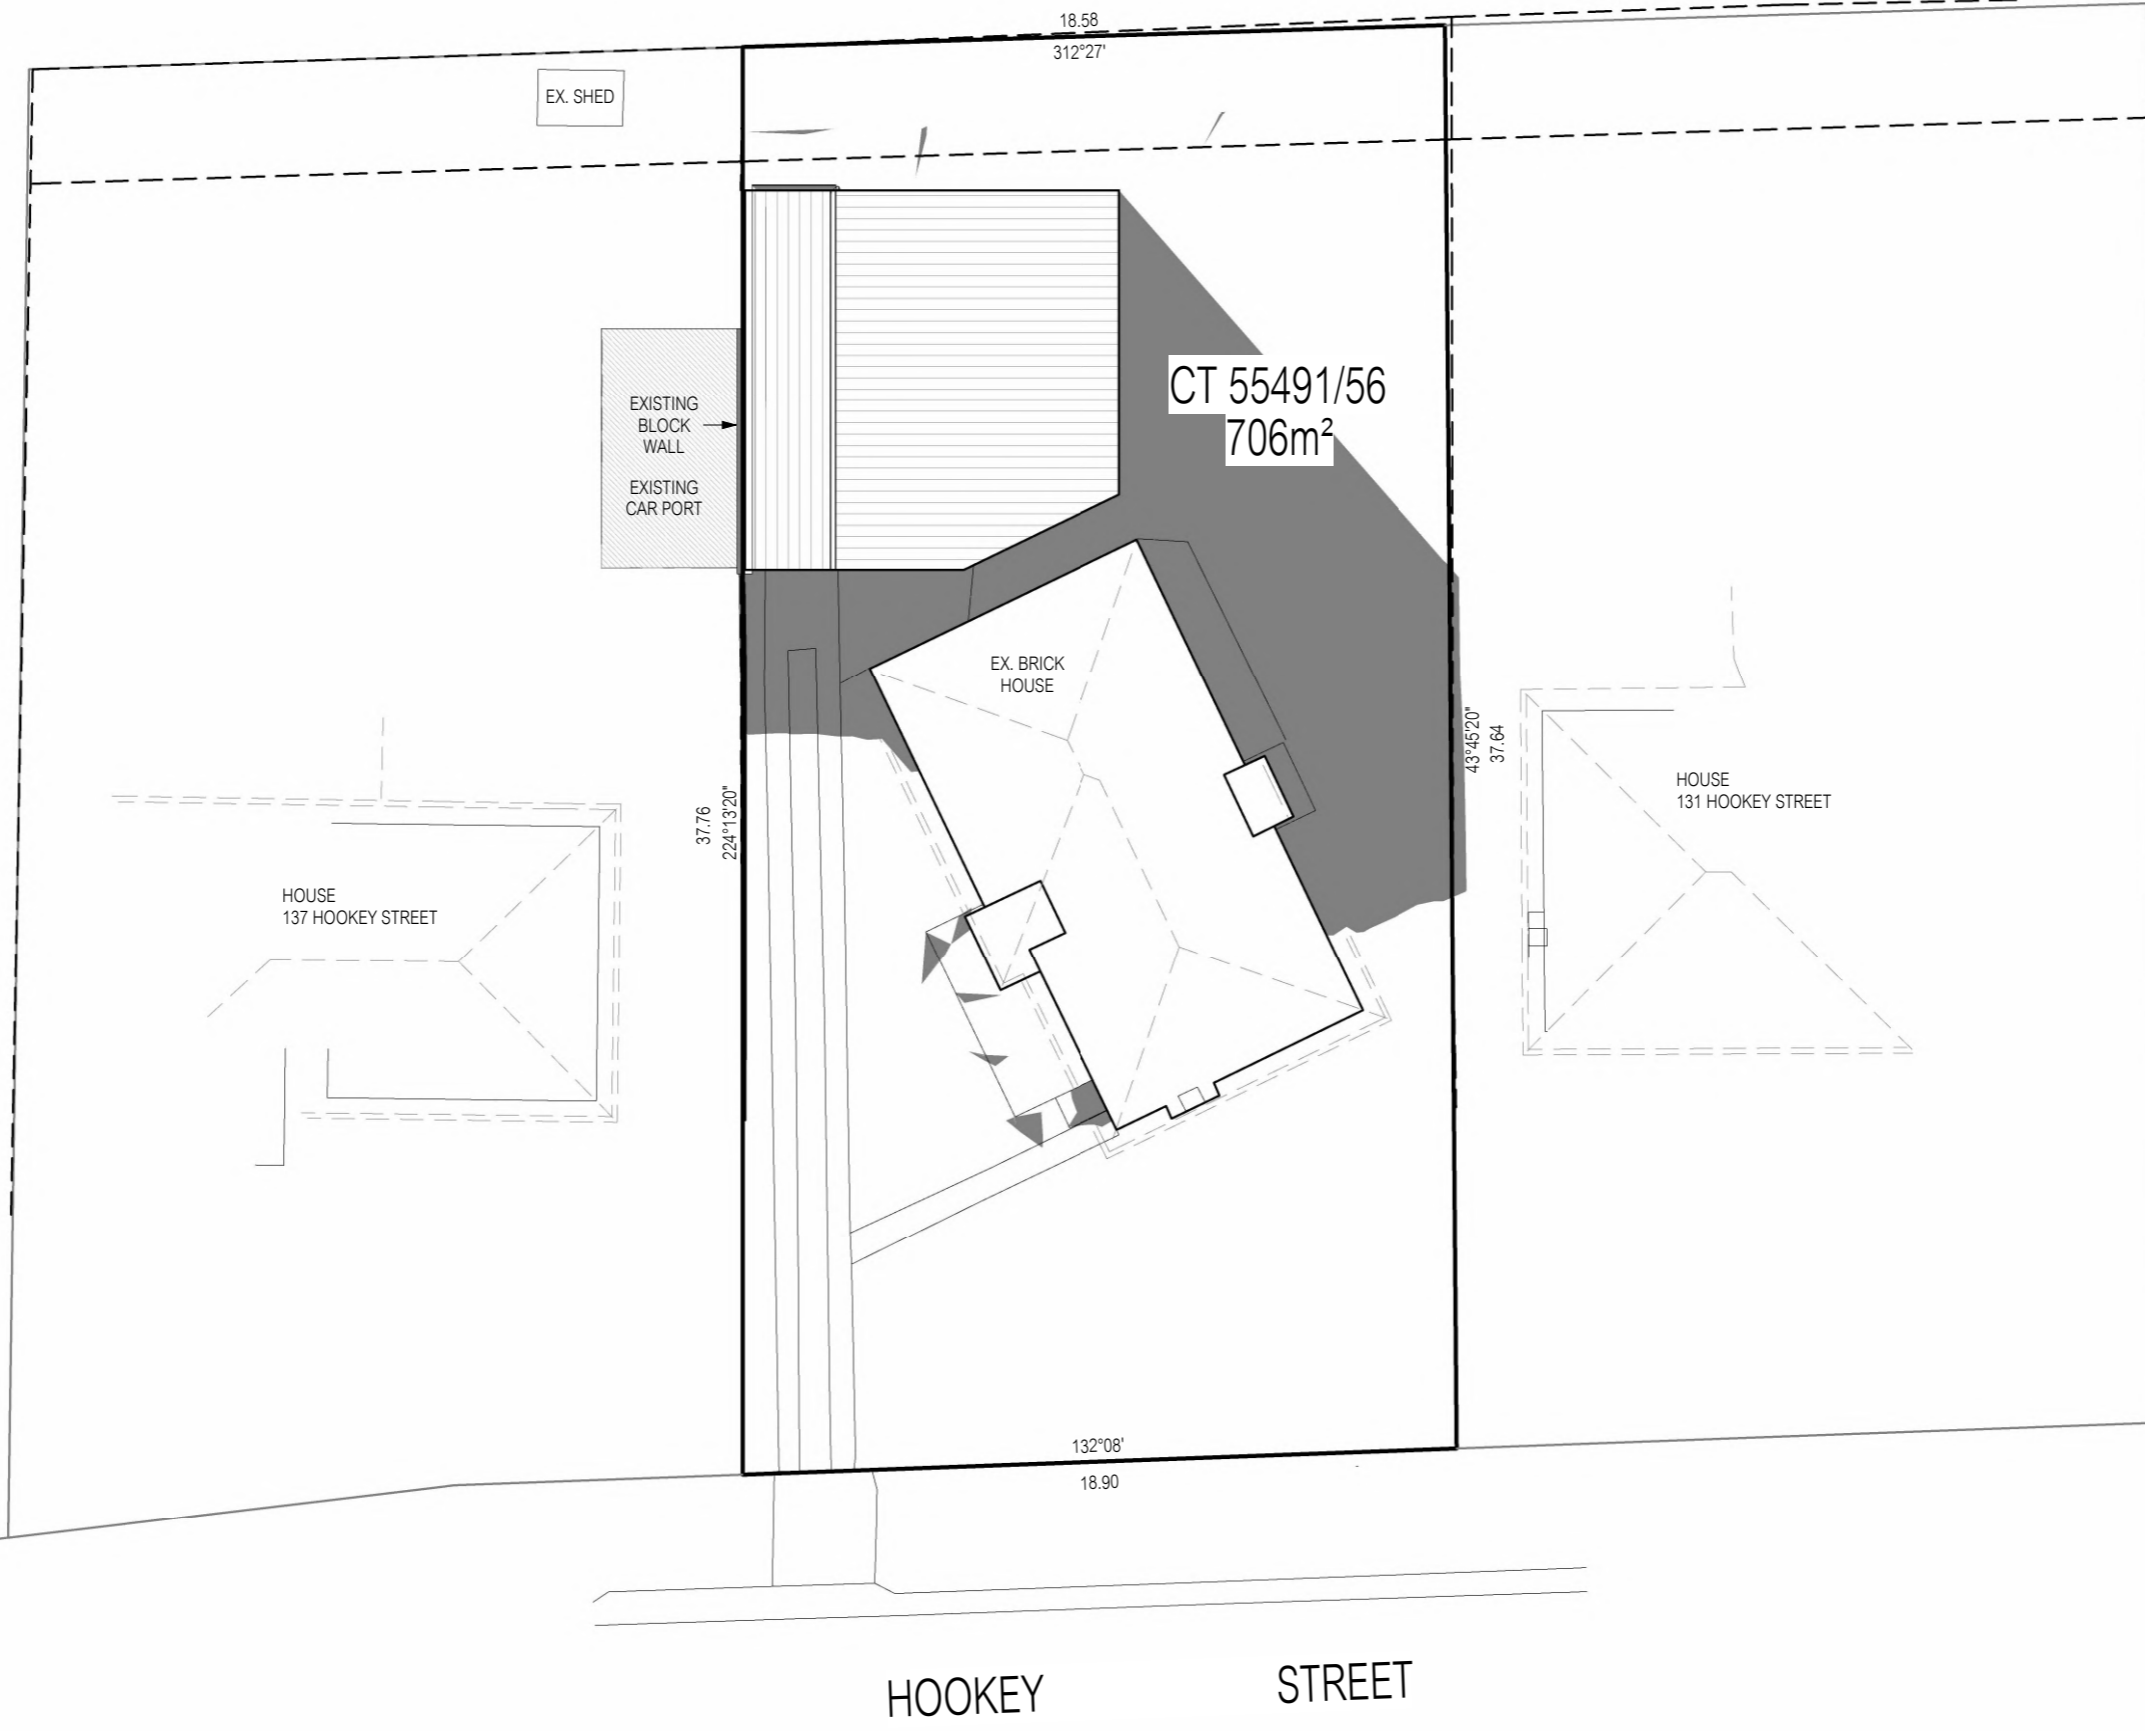 18.58
312°27'
EX. SHED
EXISTING
BLOCK
WALL
EXISTING
CAR PORT
CT 55491/56
706m²
EX. BRICK
HOUSE
43°45'20"
37.64
HOUSE
131 HOOKEY STREET
37.76
224°13'20"
HOUSE
137 HOOKEY STREET
132°08'
18.90
HOOKEY STREET